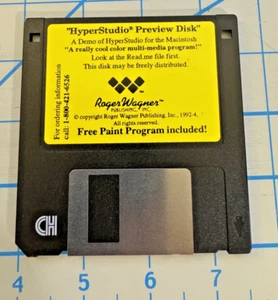 "HyperStudio® Preview Disk"
A Demo of HyperStudio for the Macintosh
"A really cool color multi-media program!"
Look at the Read.me file first.
This disk may be freely distributed.
For ordering information
call: 1-800-421-6526
Roger Wagner™
PUBLISHING, INC.
© copyright Roger Wagner Publishing, Inc., 1992-4,
All rights reserved.
Free Paint Program included!
CH
4
5
6
7